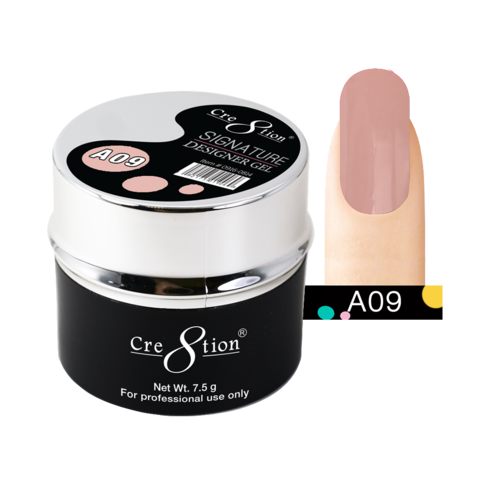 Cre8tion®
SIGNATURE
DESIGNER GEL
A09
Cre8tion®
Net Wt. 7.5 g
For professional use only
A09